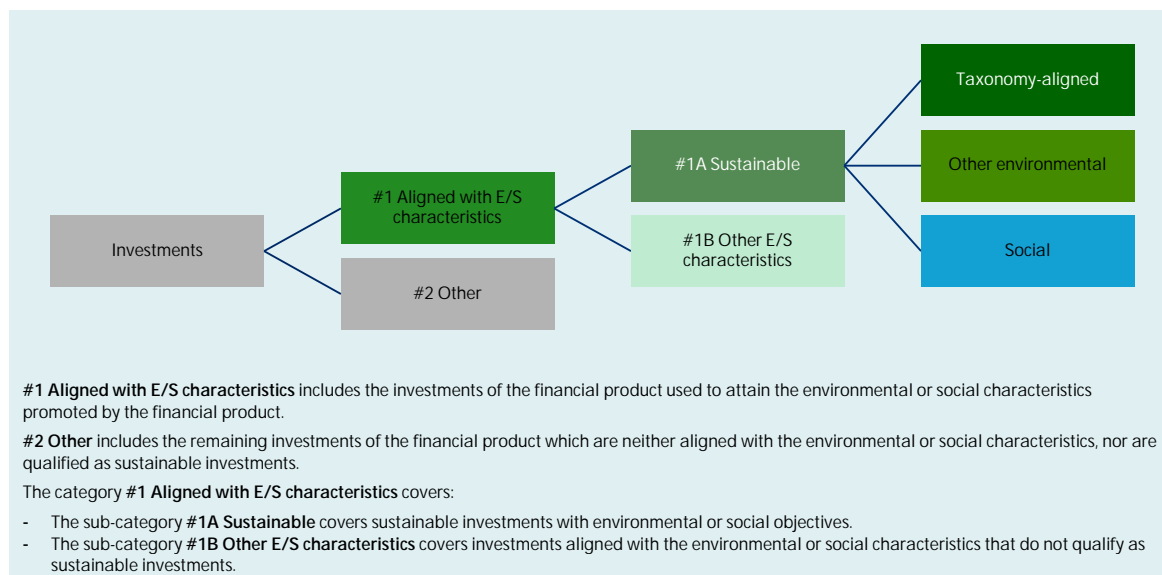 Taxonomy-aligned
#1A Sustainable
Other environmental
#1 Aligned with E/S
characteristics
Investments
#1B Other E/S
characteristics
Social
#2 Other
#1 Aligned with E/S characteristics includes the investments of the financial product used to attain the environmental or social characteristics
promoted by the financial product.
#2 Other includes the remaining investments of the financial product which are neither aligned with the environmental or social characteristics, nor are
qualified as sustainable investments.
The category #1 Aligned with E/S characteristics covers:
- The sub-category #1A Sustainable covers sustainable investments with environmental or social objectives.
- The sub-category #1B Other E/S characteristics covers investments aligned with the environmental or social characteristics that do not qualify as
sustainable investments.